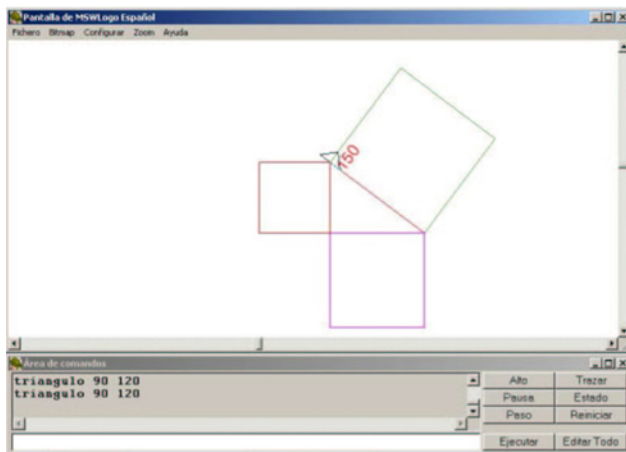 Pantalla de MSWLogo Español
Fichero Bitmap Configurar Zoom Ayuda
150
Área de comandos
triangulo 90 120
triangulo 90 120
Alto Trazar
Pausa Estado
Paso Reiniciar
Ejecutar Editar Todo